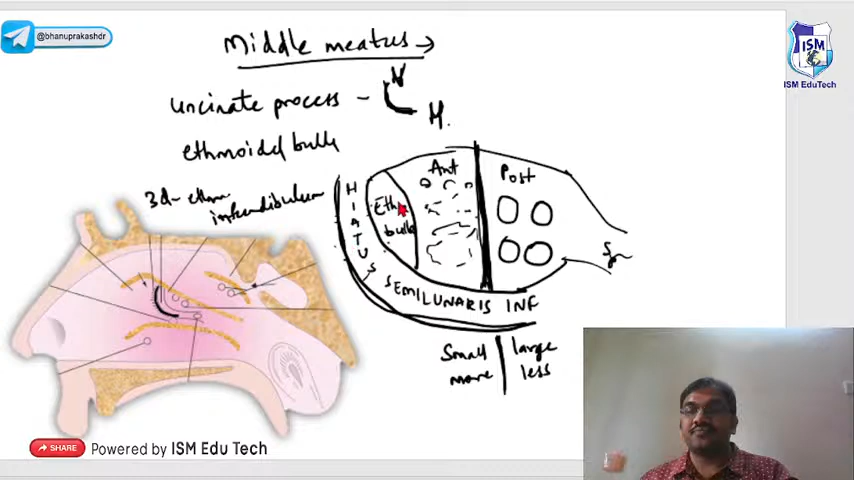 @bhanuprakashdr
ISM
ISM EduTech
Middle meatus →
uncinate process -
H.
ethmoidal bulla
3d- ethm
infundibulum
Ant
Post
Eth
bulla
HIATUS SEMILUNARIS INF
Small
more
large
less
SHARE
Powered by ISM Edu Tech